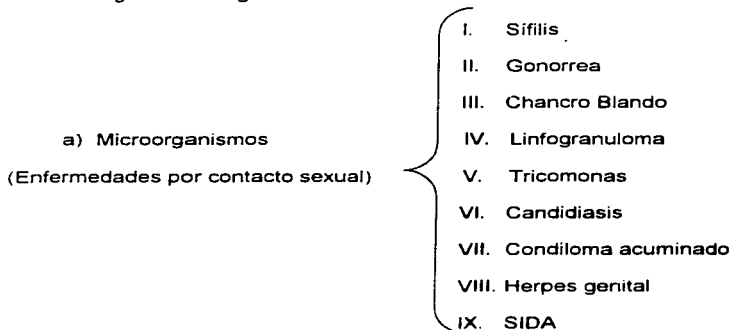 I. Sífilis
II. Gonorrea
III. Chancro Blando
a) Microorganismos
IV. Linfogranuloma
(Enfermedades por contacto sexual)
V. Tricomonas
VI. Candidiasis
VII. Condiloma acuminado
VIII. Herpes genital
IX. SIDA